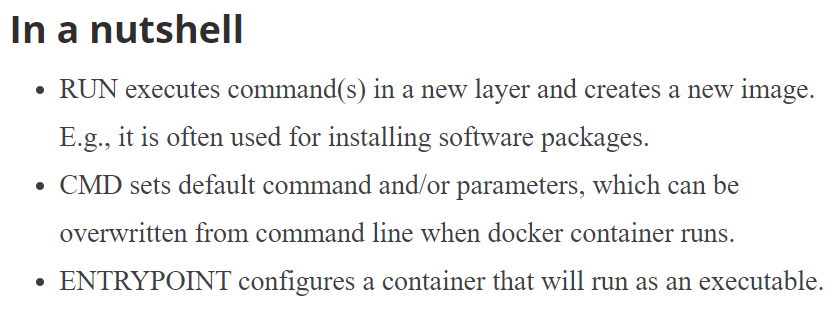 In a nutshell
• RUN executes command(s) in a new layer and creates a new image.
E.g., it is often used for installing software packages.
• CMD sets default command and/or parameters, which can be
overwritten from command line when docker container runs.
• ENTRYPOINT configures a container that will run as an executable.